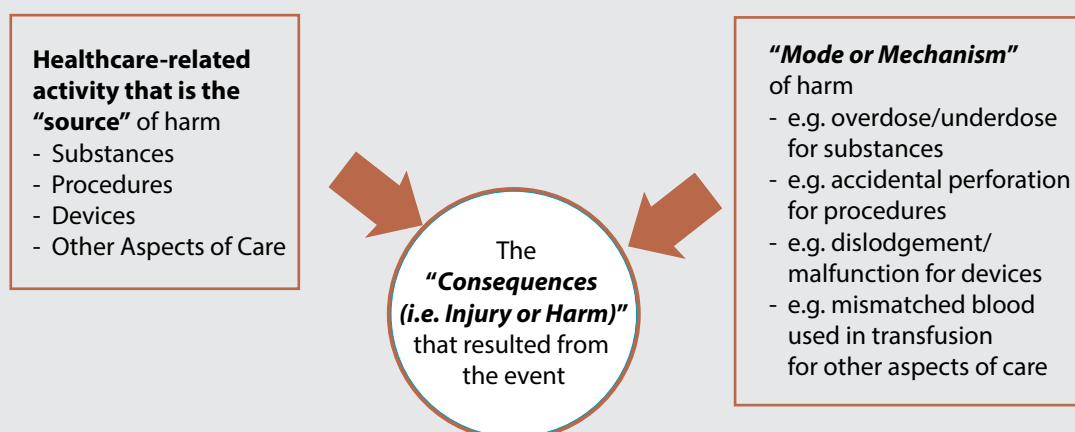 Healthcare-related
activity that is the
“source” of harm
- Substances
- Procedures
- Devices
- Other Aspects of Care
The
“Consequences
(i.e. Injury or Harm)”
that resulted from
the event
“Mode or Mechanism”
of harm
- e.g. overdose/underdose
for substances
- e.g. accidental perforation
for procedures
- e.g. dislodgement/
malfunction for devices
- e.g. mismatched blood
used in transfusion
for other aspects of care